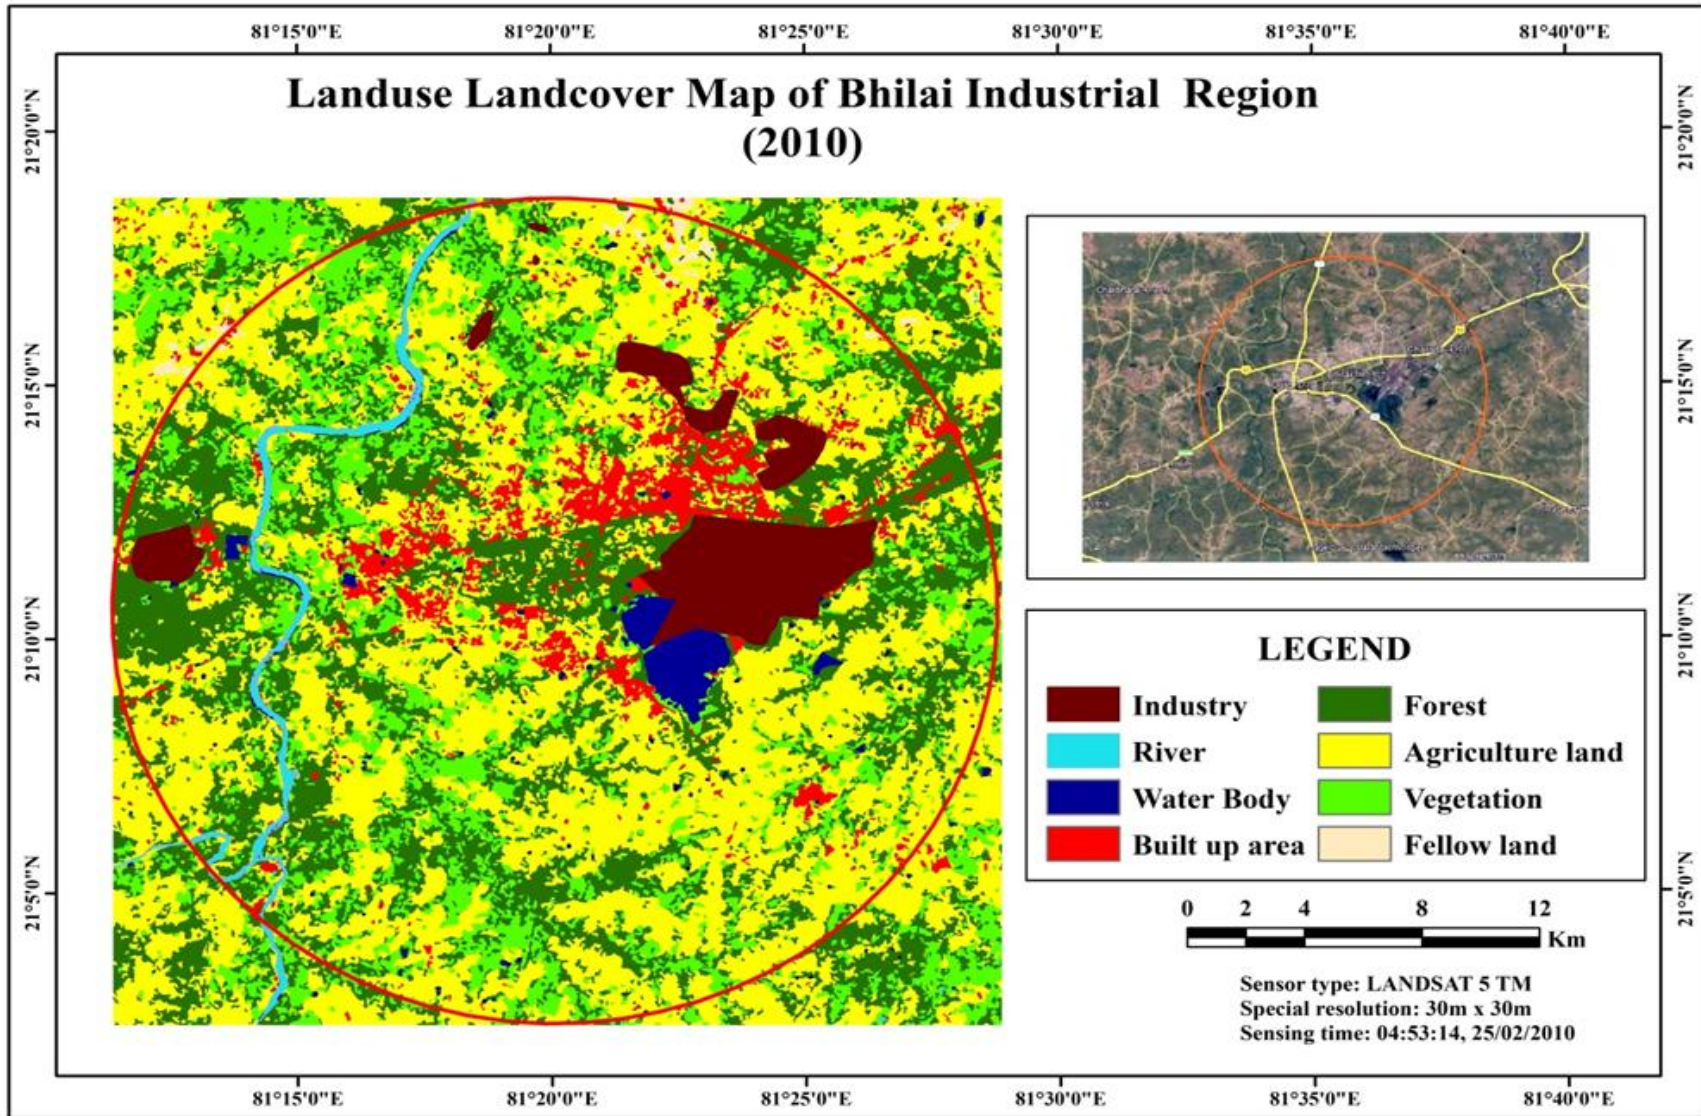 81°15'0"E 81°20'0"E 81°25'0"E 81°30'0"E 81°35'0"E 81°40'0"E
Landuse Landcover Map of Bhilai Industrial Region
(2010)
21°20'0"N
21°15'0"N
21°10'0"N
21°5'0"N
21°20'0"N
21°15'0"N
21°10'0"N
21°5'0"N
LEGEND
Industry
River
Water Body
Built up area
Forest
Agriculture land
Vegetation
Fellow land
0 2 4 8 12
Km
Sensor type: LANDSAT 5 TM
Special resolution: 30m x 30m
Sensing time: 04:53:14, 25/02/2010
81°15'0"E 81°20'0"E 81°25'0"E 81°30'0"E 81°35'0"E 81°40'0"E